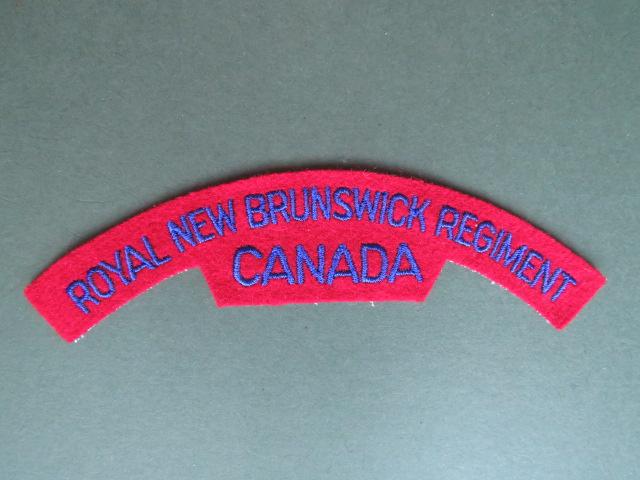 ROYAL NEW BRUNSWICK REGIMENT
CANADA